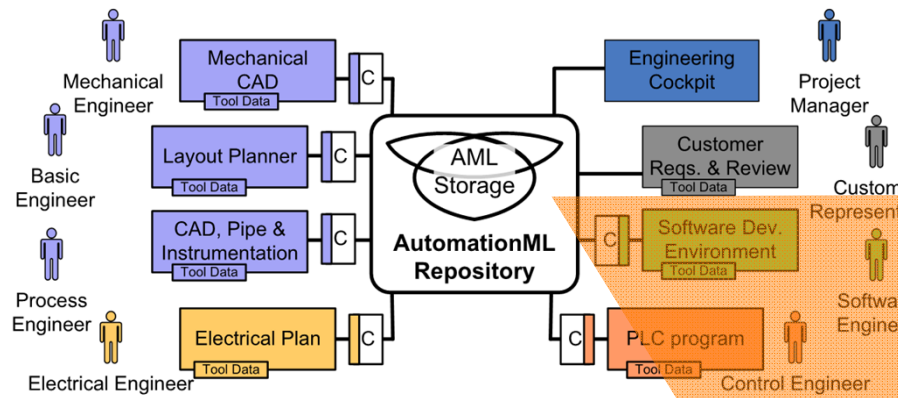 Mechanical
Engineer
Mechanical
CAD
Tool Data
C
Engineering
Cockpit
Project
Manager
Basic
Engineer
Layout Planner
Tool Data
C
AML
Storage
AutomationML
Repository
Customer
Reqs. & Review
Tool Data
Custom
Represent
Process
Engineer
CAD, Pipe &
Instrumentation
Tool Data
C
C
Software Dev.
Environment
Tool Data
Softwa
Engine
Electrical Engineer
Electrical Plan
Tool Data
C
C
PLC program
Tool Data
Control Engineer